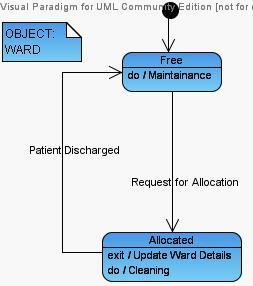 Visual Paradigm for UML Community Edition [not for
OBJECT:
WARD
Free
do / Maintainance
Patient Discharged
Request for Allocation
Allocated
exit / Update Ward Details
do / Cleaning